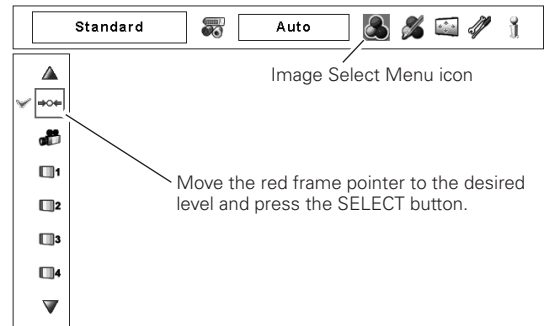 Standard
Auto
Image Select Menu icon
1
Move the red frame pointer to the desired
level and press the SELECT button.
2
3
4